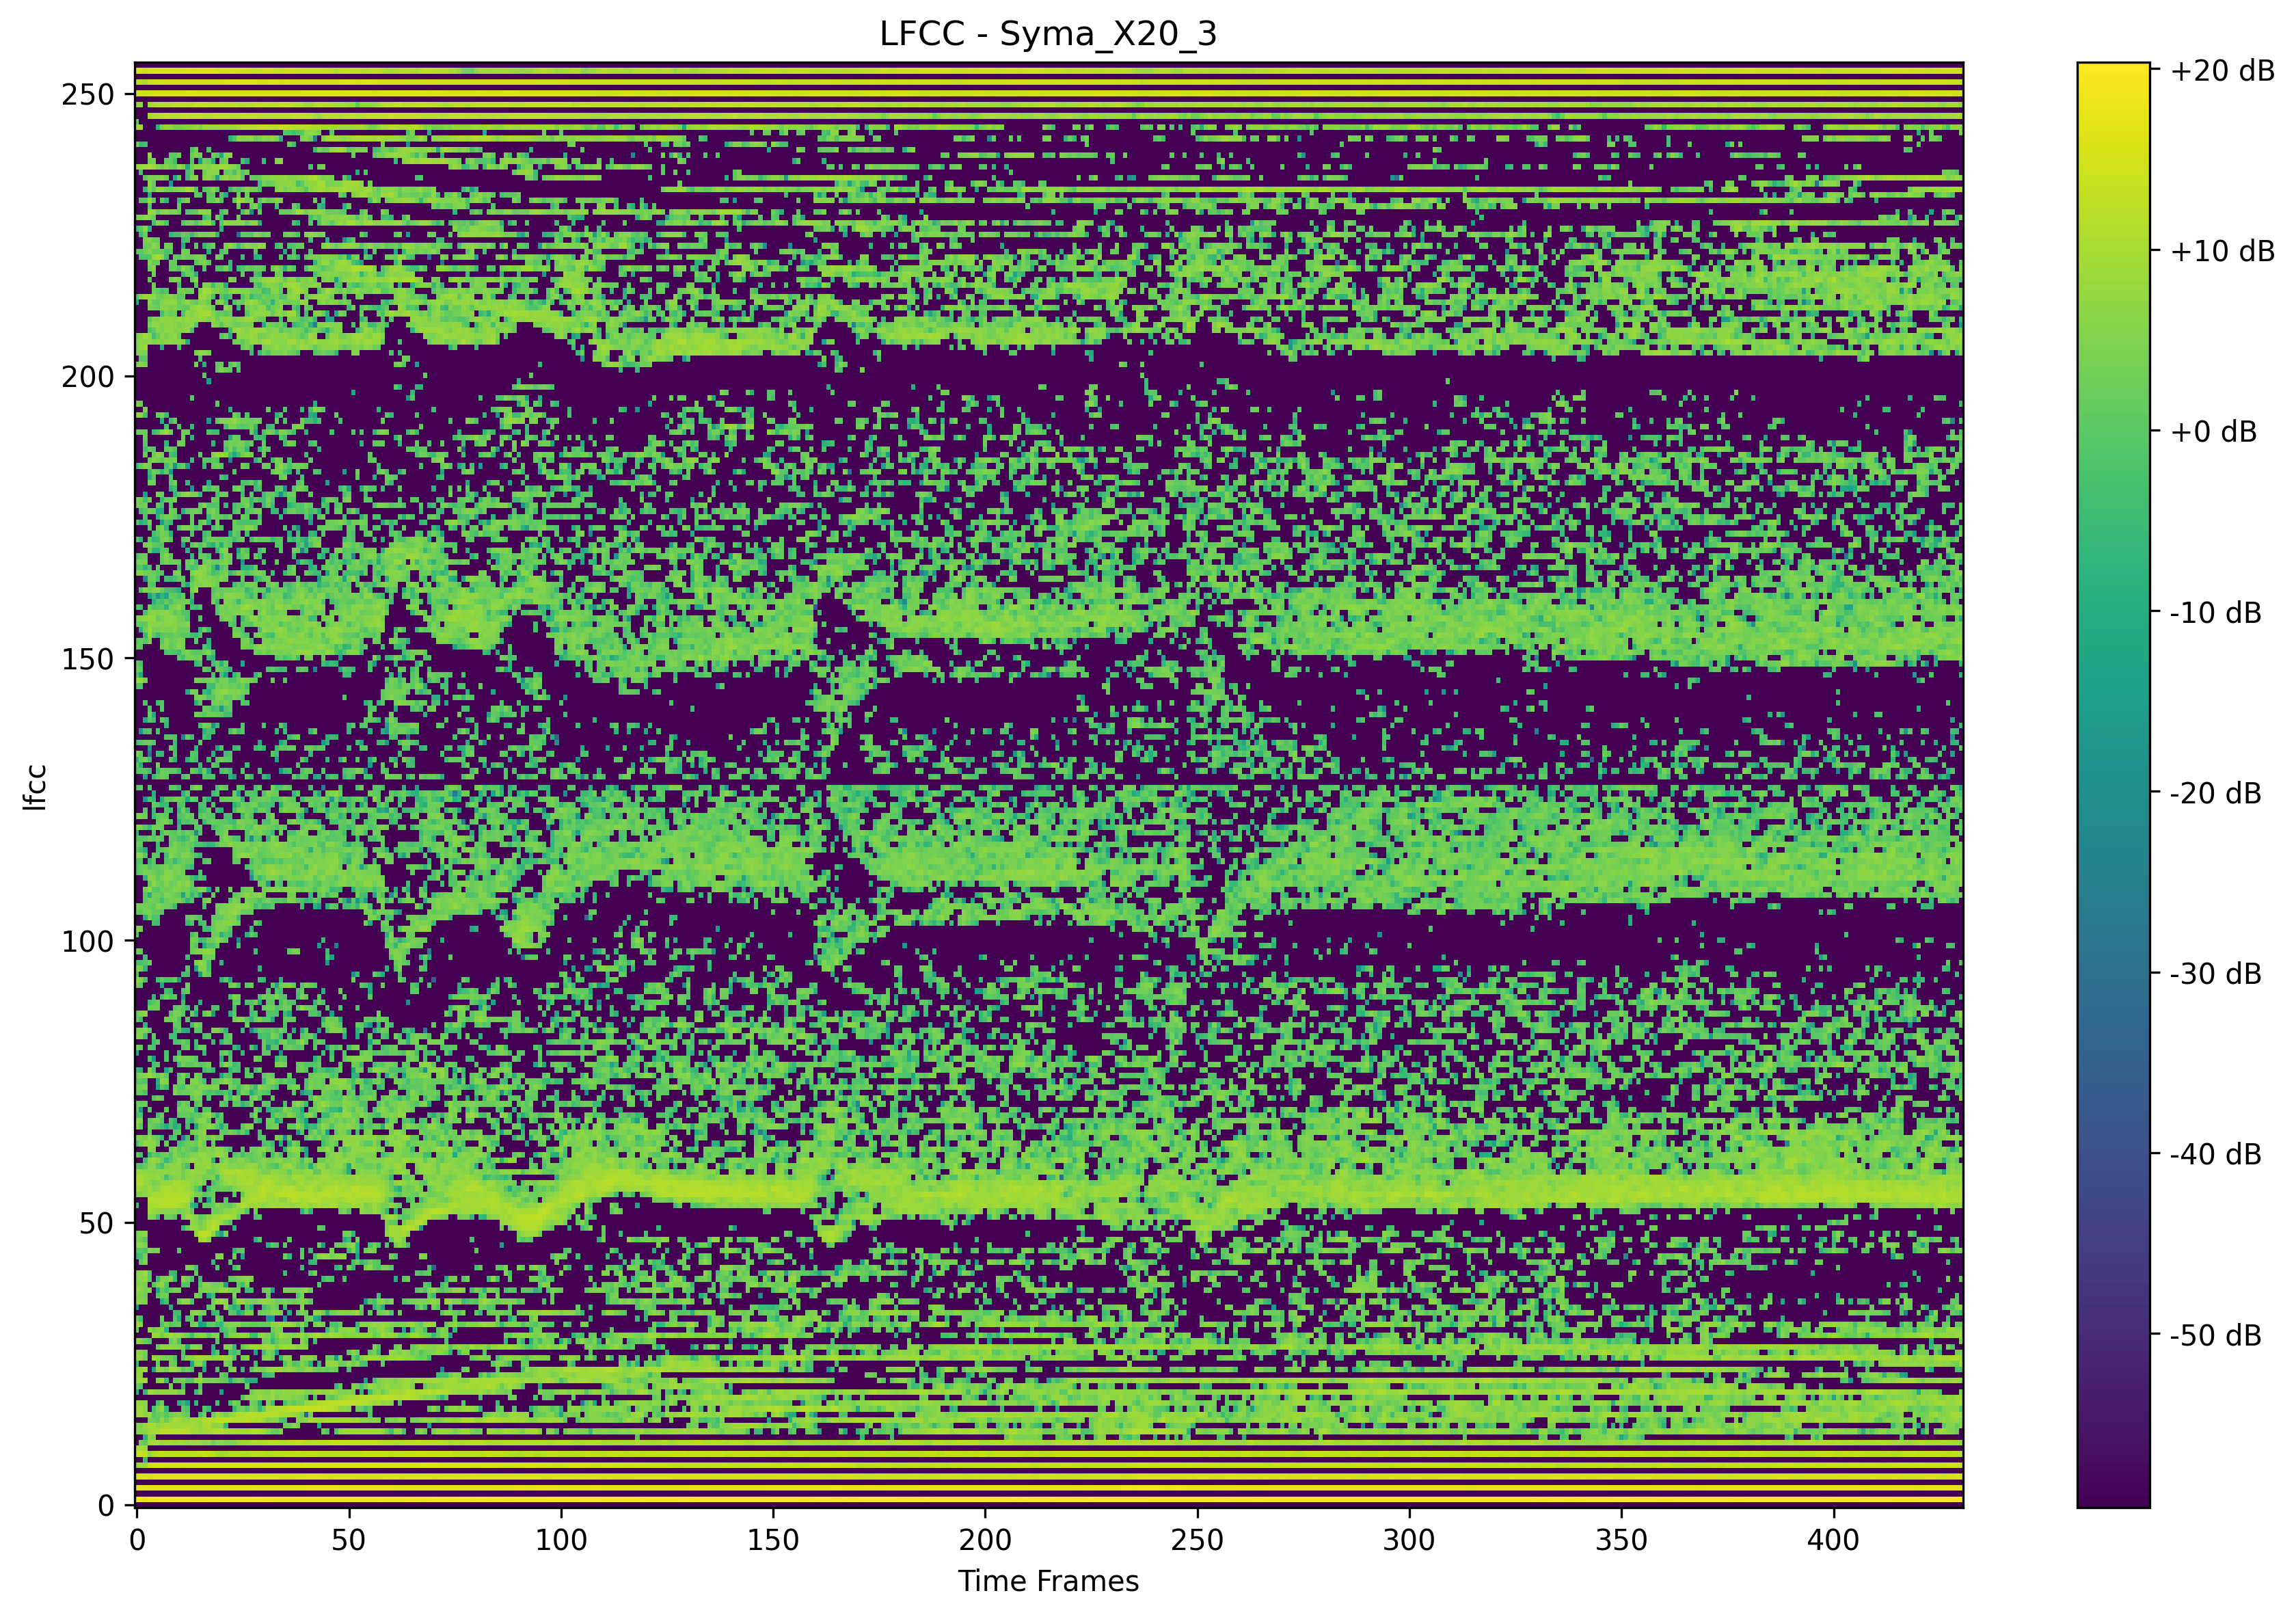 LFCC - Syma_X20_3
lfcc
250
200
150
100
50
0
0 50 100 150 200 250 300 350 400
Time Frames
+20 dB
+10 dB
+0 dB
-10 dB
-20 dB
-30 dB
-40 dB
-50 dB